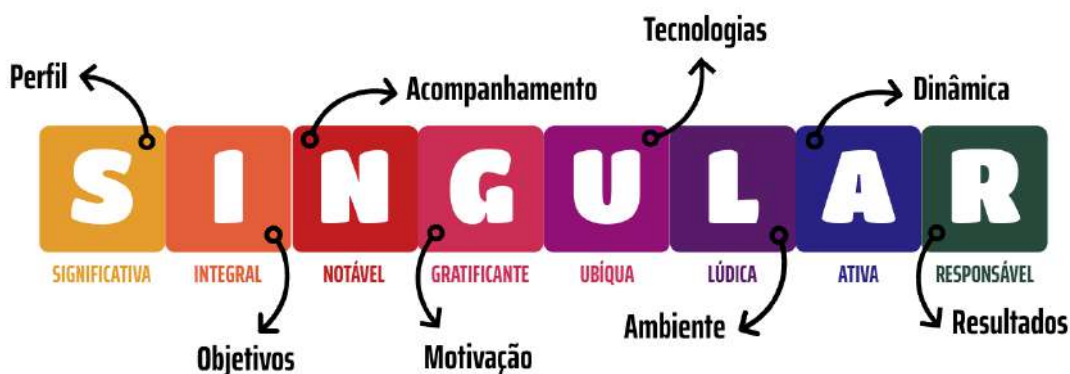 Tecnologias
Perfil
Acompanhamento
Dinâmica
SINGULAR
SIGNIFICATIVA INTEGRAL NOTÁVEL GRATIFICANTE UBÍQUA LÚDICA ATIVA RESPONSÁVEL
Ambiente
Resultados
Objetivos
Motivação